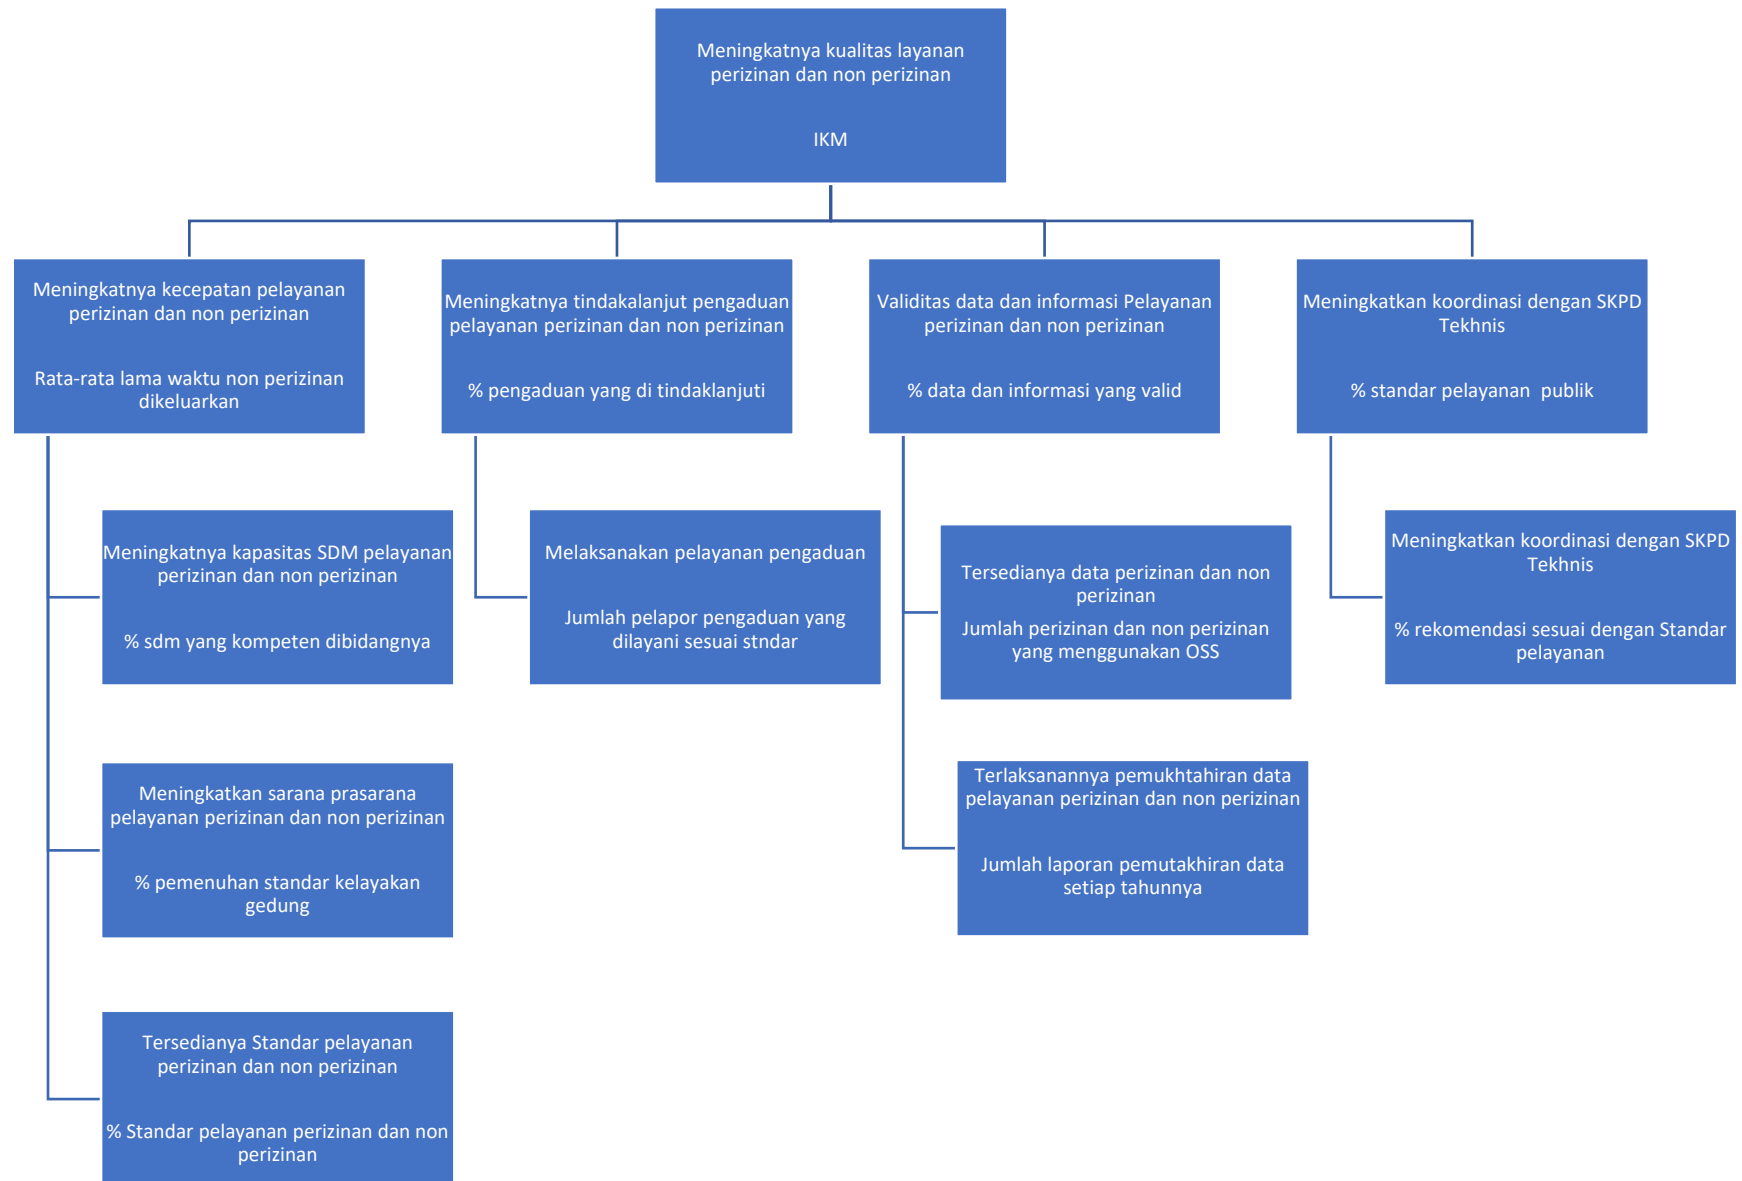 Meningkatnya kualitas layanan
perizinan dan non perizinan
IKM
Meningkatnya kecepatan pelayanan
perizinan dan non perizinan
Rata-rata lama waktu non perizinan
dikeluarkan
Meningkatnya tindakalanjut pengaduan
pelayanan perizinan dan non perizinan
% pengaduan yang di tindaklanjuti
Validitas data dan informasi Pelayanan
perizinan dan non perizinan
% data dan informasi yang valid
Meningkatkan koordinasi dengan SKPD
Tekhnis
% standar pelayanan  publik
Meningkatnya kapasitas SDM pelayanan
perizinan dan non perizinan
% sdm yang kompeten dibidangnya
Melaksanakan pelayanan pengaduan
Jumlah pelapor pengaduan yang
dilayani sesuai stndar
Tersedianya data perizinan dan non
perizinan
Jumlah perizinan dan non perizinan
yang menggunakan OSS
Meningkatkan koordinasi dengan SKPD
Tekhnis
% rekomendasi sesuai dengan Standar
pelayanan
Meningkatkan sarana prasarana
pelayanan perizinan dan non perizinan
% pemenuhan standar kelayakan
gedung
Terlaksanannya pemukhtahiran data
pelayanan perizinan dan non perizinan
Jumlah laporan pemutakhiran data
setiap tahunnya
Tersedianya Standar pelayanan
perizinan dan non perizinan
% Standar pelayanan perizinan dan non
perizinan